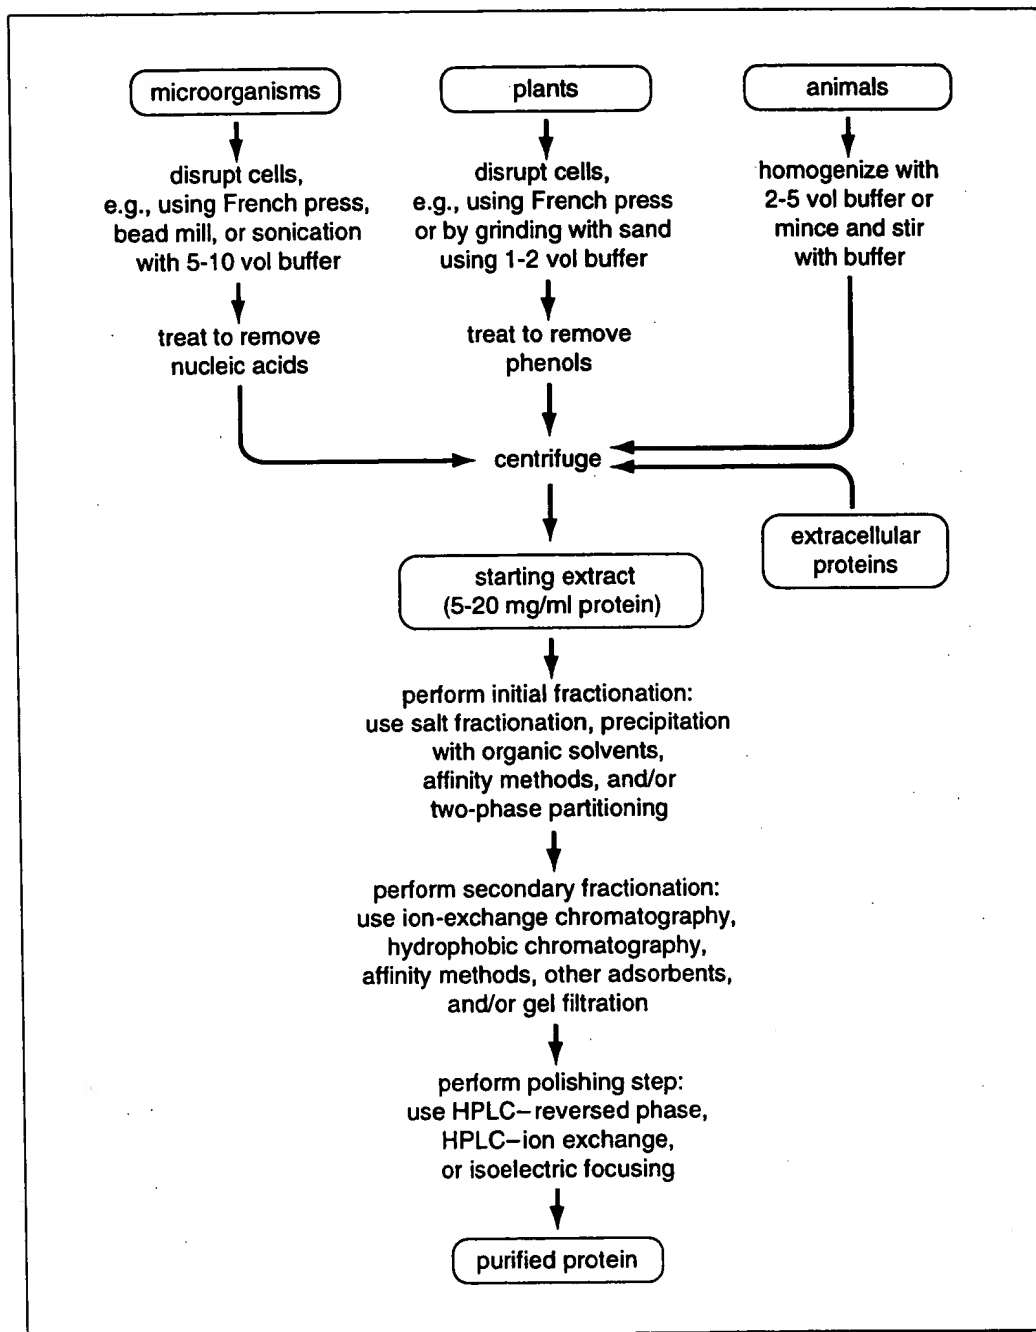 microorganisms
disrupt cells,
e.g., using French press,
bead mill, or sonication
with 5-10 vol buffer
treat to remove
nucleic acids
plants
disrupt cells,
e.g., using French press
or by grinding with sand
using 1-2 vol buffer
treat to remove
phenols
animals
homogenize with
2-5 vol buffer or
mince and stir
with buffer
centrifuge
extracellular
proteins
starting extract
(5-20 mg/ml protein)
perform initial fractionation:
use salt fractionation, precipitation
with organic solvents,
affinity methods, and/or
two-phase partitioning
perform secondary fractionation:
use ion-exchange chromatography,
hydrophobic chromatography,
affinity methods, other adsorbents,
and/or gel filtration
perform polishing step:
use HPLC–reversed phase,
HPLC–ion exchange,
or isoelectric focusing
purified protein